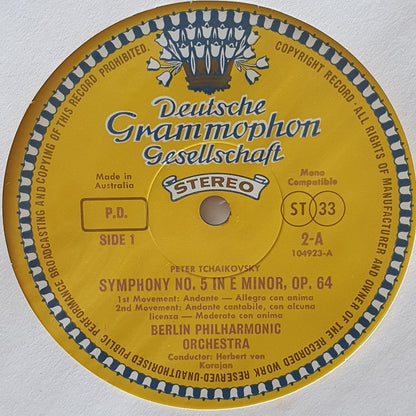 Deutsche
Grammophon
Gesellschaft
STEREO
Made in
Australia
Mono
Compatible
P.D.
ST 33
SIDE 1
2-A
104923-A
PETER TCHAIKOVSKY
SYMPHONY NO. 5 IN E MINOR, OP. 64
1st Movement: Andante — Allegro con anima
2nd Movement: Andante cantabile, con alcuna
licenza — Moderato con anima
BERLIN PHILHARMONIC
ORCHESTRA
Conductor: Herbert von
Karajan
COPYRIGHT RECORD · ALL RIGHTS OF MANUFACTURER AND OWNER OF THE RECORDED WORK RESERVED-UNAUTHORISED PUBLIC PERFORMANCE BROADCASTING AND COPYING OF THIS RECORD PROHIBITED.